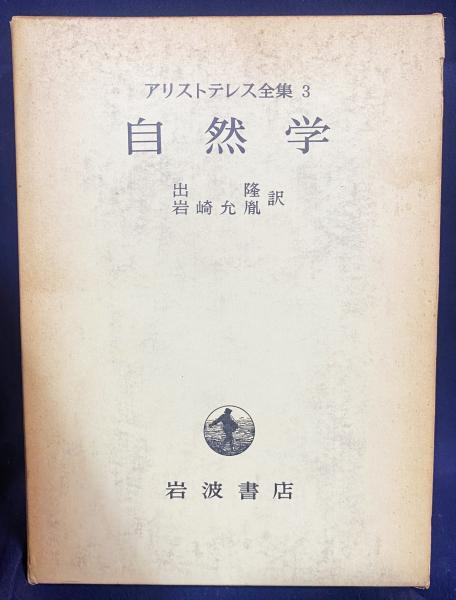 アリストテレス全集 3
自然学
出 隆
岩崎允胤 訳
岩波書店